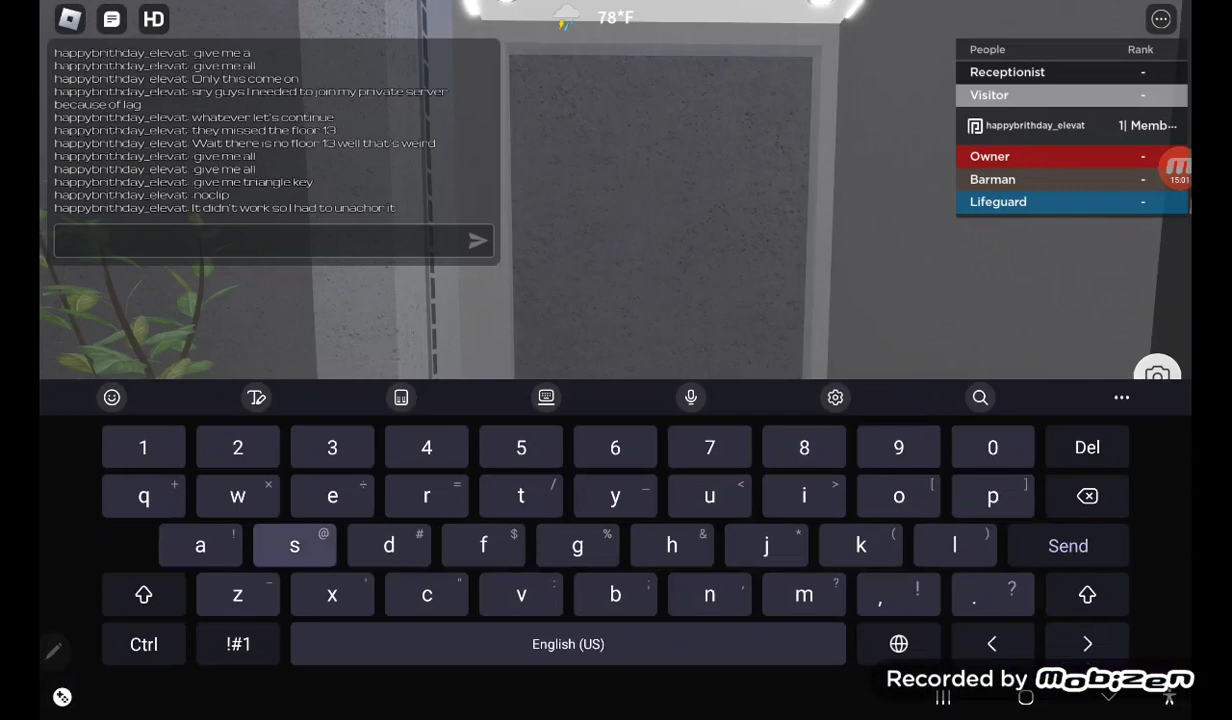 HD
78°F
happybrithday_elevat: give me a
happybrithday_elevat: give me all
happybrithday_elevat: Only this come on
happybrithday_elevat: sry guys I needed to join my private server
because of lag
happybrithday_elevat: whatever let's continue
happybrithday_elevat: they missed the floor 13
happybrithday_elevat: Wait there is no floor 13 well that's weird
happybrithday_elevat: give me all
happybrithday_elevat: give me all
happybrithday_elevat: give me triangle key
happybrithday_elevat: noclip
happybrithday_elevat: It didn't work so I had to unachor it
People Rank
Receptionist -
Visitor -
happybrithday_elevat 1| Memb...
Owner -
Barman -
Lifeguard -
15:01
1 2 3 4 5 6 7 8 9 0 Del
q + w × e ÷ r = t / y _ u < i > o [ p ]
a ! s @ d # f $ g % h & j * k ( l ) Send
z - x ' c " v : b ; n , m ? , ! . ?
Ctrl !#1 English (US) < >
Recorded by mobizen